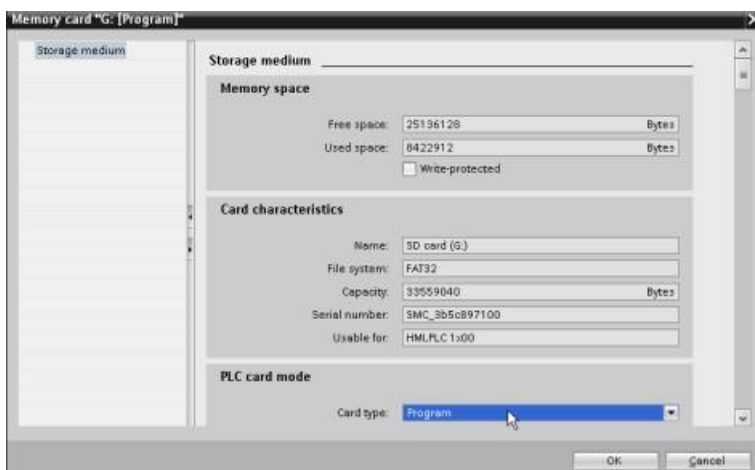 Memory card "G: [Program]"
Storage medium
Storage medium
Memory space
Free space: 25136128 Bytes
Used space: 8422912 Bytes
Write-protected
Card characteristics
Name: SD card (G:)
File system: FAT32
Capacity: 33559040 Bytes
Serial number: SMC_3b5c897100
Usable for: HMI,PLC 1x00
PLC card mode
Card type: Program
OK Cancel